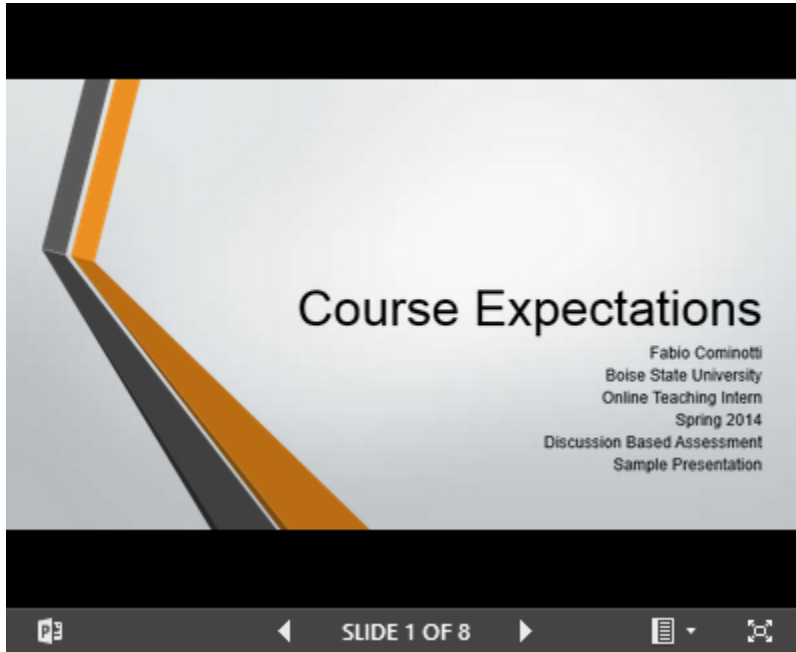 Course Expectations
Fabio Cominotti
Boise State University
Online Teaching Intern
Spring 2014
Discussion Based Assessment
Sample Presentation
SLIDE 1 OF 8